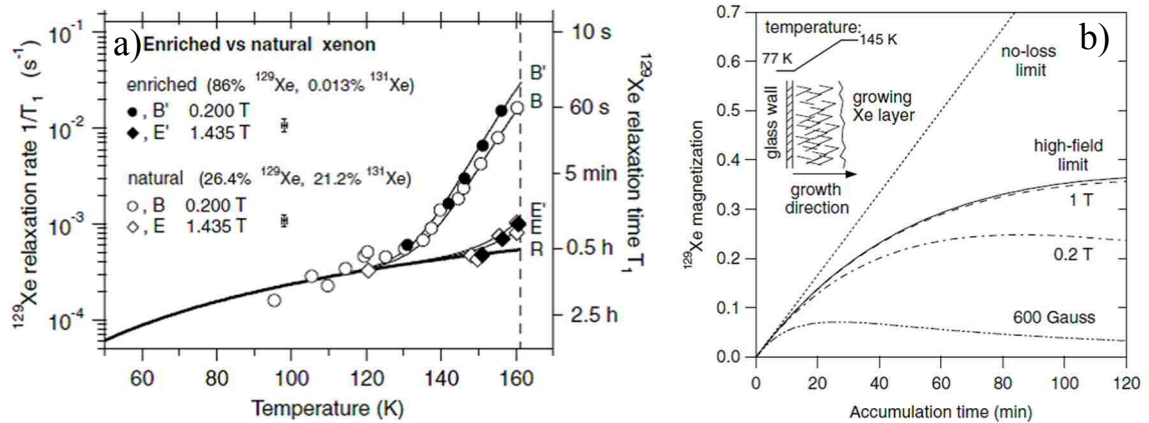 a)
Enriched vs natural xenon
enriched (86% ¹²⁹Xe, 0.013% ¹³¹Xe)
●, B' 0.200 T
◆, E' 1.435 T
natural (26.4% ¹²⁹Xe, 21.2% ¹³¹Xe)
○, B 0.200 T
◇, E 1.435 T
¹²⁹Xe relaxation rate 1/T₁ (s⁻¹)
10⁻¹
10⁻²
10⁻³
10⁻⁴
60 80 100 120 140 160
Temperature (K)
B'
B
E'
E
R
10 s
60 s
5 min
0.5 h
2.5 h
¹²⁹Xe relaxation time T₁
b)
temperature:
77 K
145 K
glass wall
growing
Xe layer
growth
direction
no-loss
limit
high-field
limit
1 T
0.2 T
600 Gauss
¹²⁹Xe magnetization
0.7
0.6
0.5
0.4
0.3
0.2
0.1
0.0
0 20 40 60 80 100 120
Accumulation time (min)